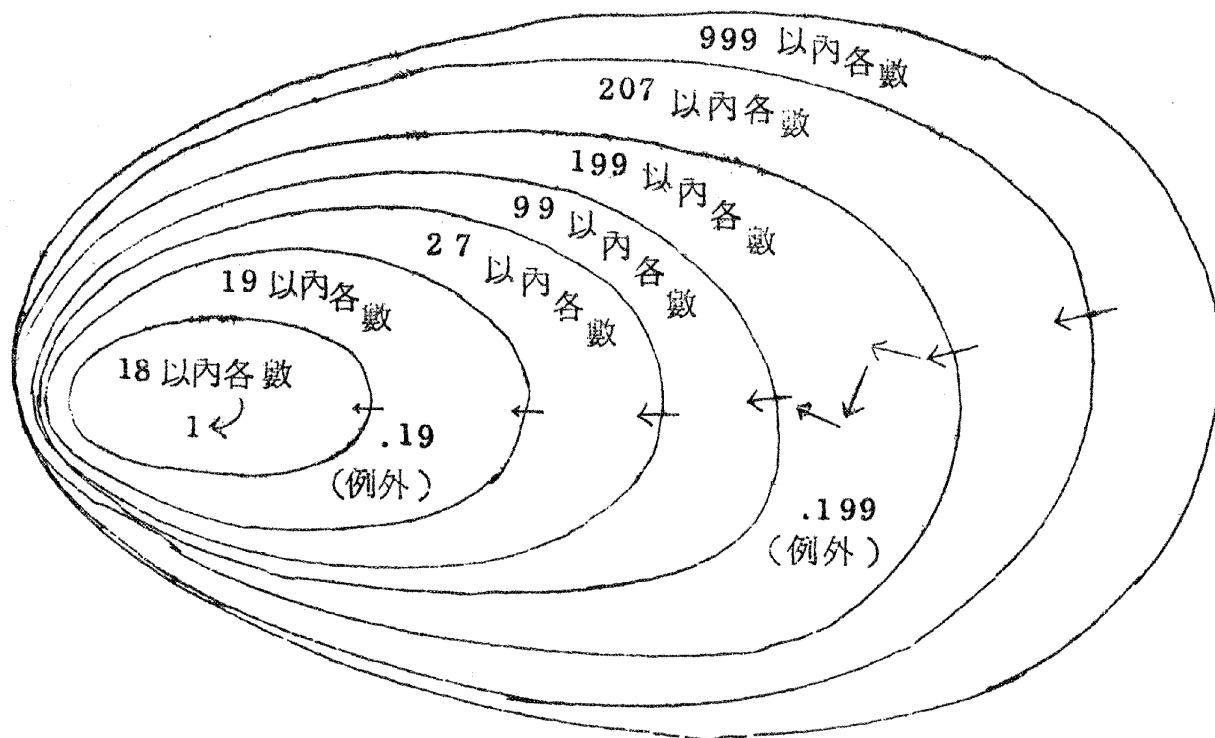 999 以內各數
207 以內各數
199 以內各數
99 以內各數
27 以內各數
19 以內各數
18 以內各數
1
.19
(例外)
.199
(例外)